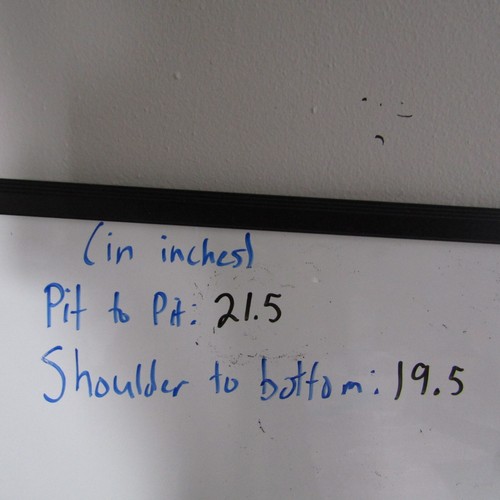 (in inches)
Pit to Pit: 21.5
Shoulder to bottom: 19.5